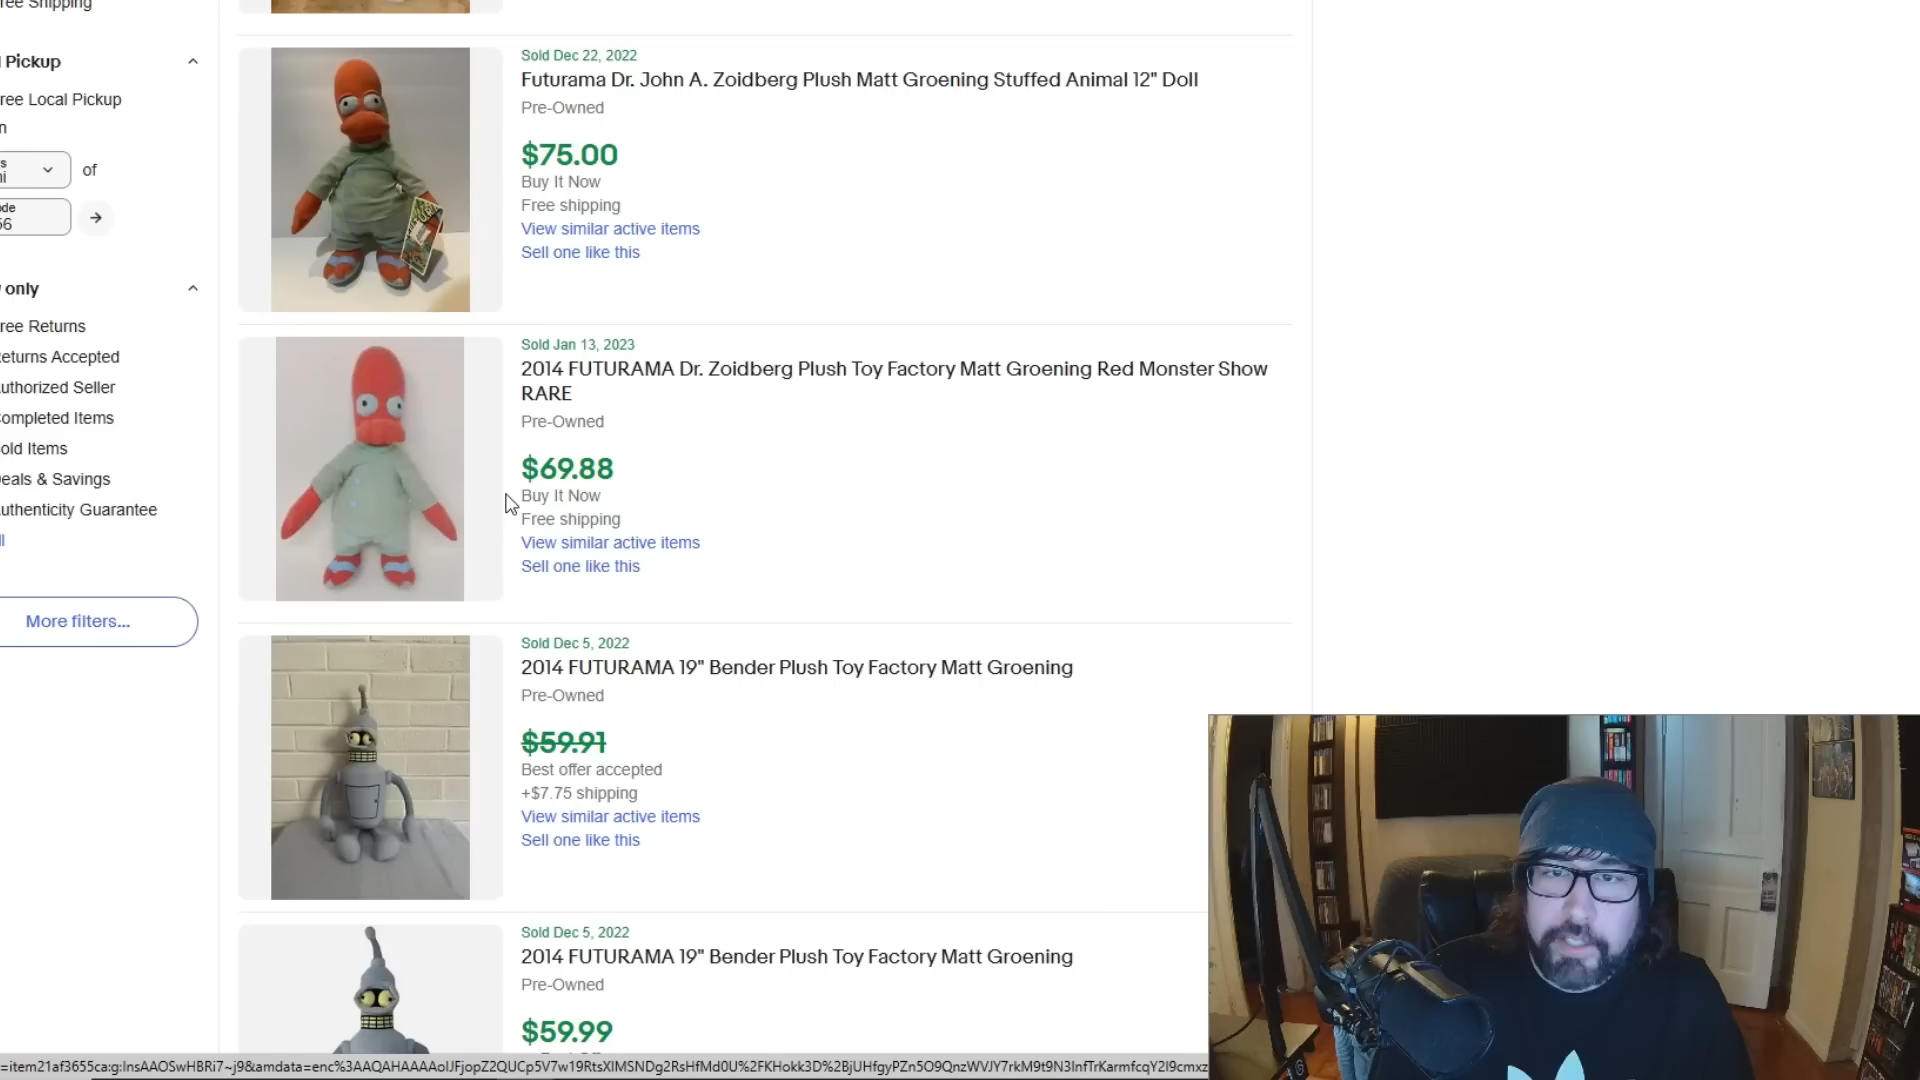 ree Shipping
Pickup
ree Local Pickup
n
s
ni
of
ode
56
only
ree Returns
eturns Accepted
uthorized Seller
ompleted Items
old Items
eals & Savings
uthenticity Guarantee
ll
More filters...
Sold Dec 22, 2022
Futurama Dr. John A. Zoidberg Plush Matt Groening Stuffed Animal 12" Doll
Pre-Owned
$75.00
Buy It Now
Free shipping
View similar active items
Sell one like this
Sold Jan 13, 2023
2014 FUTURAMA Dr. Zoidberg Plush Toy Factory Matt Groening Red Monster Show
RARE
Pre-Owned
$69.88
Buy It Now
Free shipping
View similar active items
Sell one like this
Sold Dec 5, 2022
2014 FUTURAMA 19" Bender Plush Toy Factory Matt Groening
Pre-Owned
$59.91
Best offer accepted
+$7.75 shipping
View similar active items
Sell one like this
Sold Dec 5, 2022
2014 FUTURAMA 19" Bender Plush Toy Factory Matt Groening
Pre-Owned
$59.99